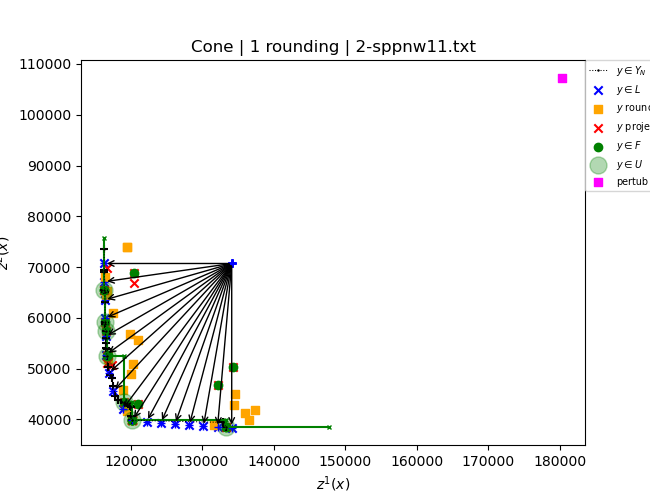 Cone | 1 rounding | 2-sppnw11.txt
110000
100000
90000
80000
70000
60000
50000
40000
z²(x)
120000 130000 140000 150000 160000 170000 180000
z¹(x)
y ∈ Y_N
y ∈ L
y roun
y proje
y ∈ F
y ∈ U
pertub